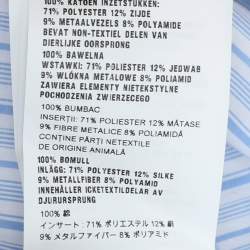 100% KATOEN INZETSTUKKEN:
71% POLYESTER 12% ZIJDE
9% METAALVEZELS 8% POLYAMIDE
BEVAT NON-TEXTIEL DELEN VAN
DIERLIJKE OORSPRONG
100% BAWEŁNA
WSTAWKI: 71% POLIESTER 12% JEDWAB
9% WŁÓKNA METALOWE 8% POLIAMID
ZAWIERA ELEMENTY NIETEKSTYLNE
POCHODZENIA ZWIERZECEGO
100% BUMBAC
INSERȚII: 71% POLIESTER 12% MĂTASE
9% FIBRE METALICE 8% POLIAMIDĂ
CONȚINE PĂRȚI NETEXTILE
DE ORIGINE ANIMALĂ
100% BOMULL
INLÄGG: 71% POLYESTER 12% SILKE
9% METALLFIBER 8% POLYAMID
INNEHÅLLER ICKETEXTILDELAR AV
DJURURSPRUNG
100% 綿
インサート: 71% ポリエステル 12% 絹
9% メタルファイバー 8% ポリアミド